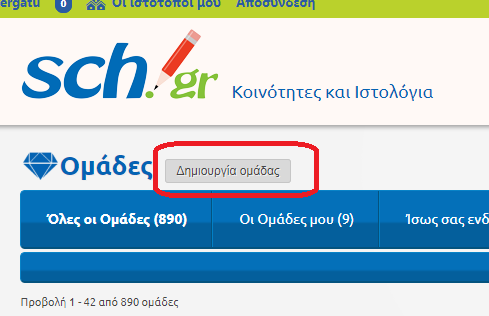 ergatu 0 Οι ιστότοποί μου Αποσύνδεση
sch.gr Κοινότητες και Ιστολόγια
Ομάδες Δημιουργία ομάδας
Όλες οι Ομάδες (890) Οι Ομάδες μου (9) Ίσως σας ενδ
Προβολή 1 - 42 από 890 ομάδες